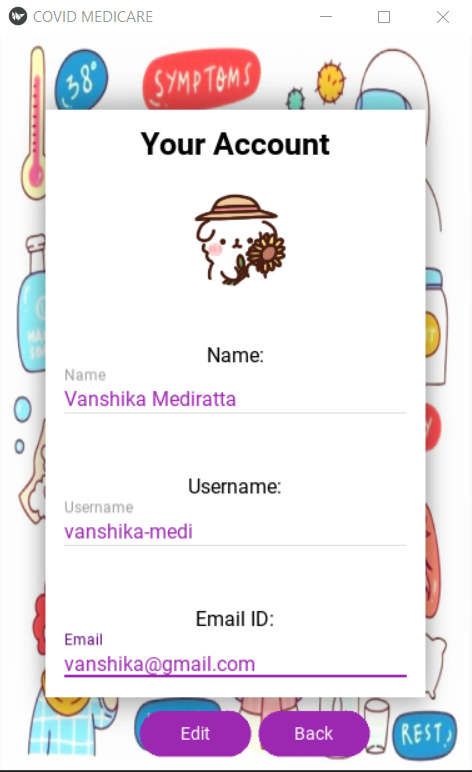 COVID MEDICARE
38°
SYMPTOMS
Your Account
Name:
Name
Vanshika Mediratta
Username:
Username
vanshika-medi
Email ID:
Email
vanshika@gmail.com
Edit
Back
REST